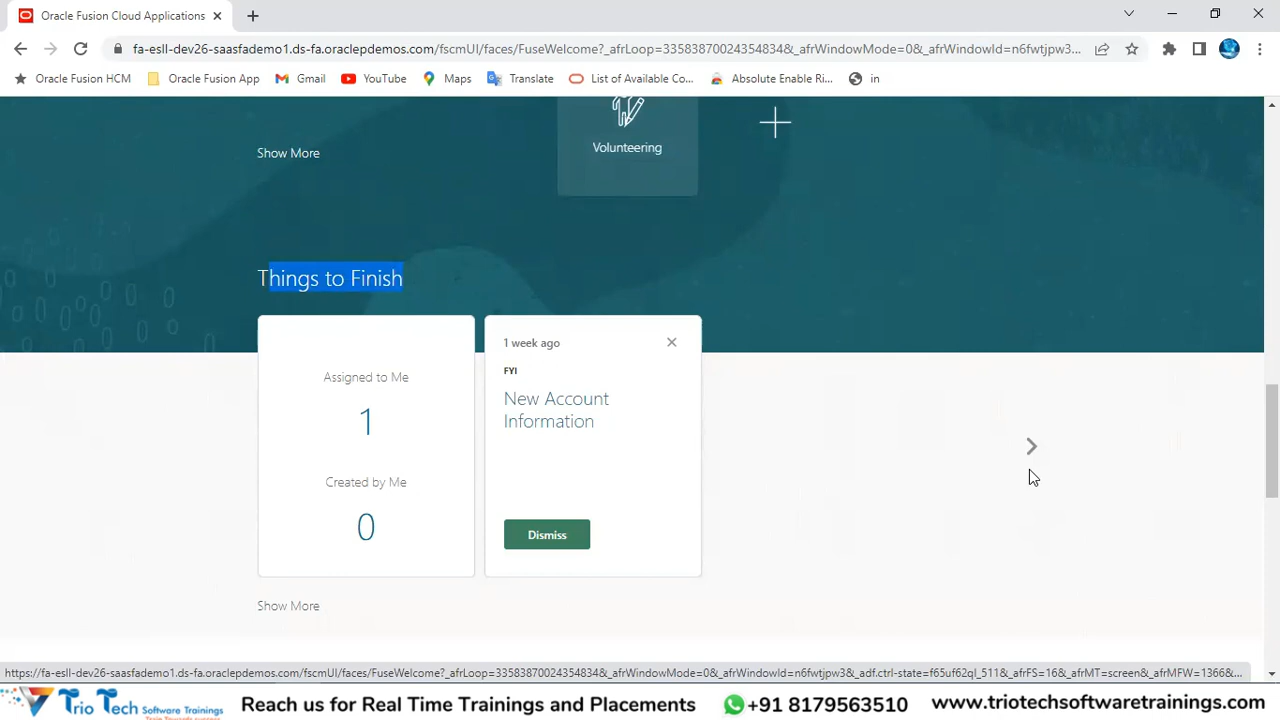 Oracle Fusion Cloud Applications
fa-esll-dev26-saasfademo1.ds-fa.oraclepdemos.com/fscmUI/faces/FuseWelcome?_afrLoop=33583870024354834&_afrWindowMode=0&_afrWindowId=n6fwtjpw3...
Oracle Fusion HCM Oracle Fusion App Gmail YouTube Maps Translate List of Available Co... Absolute Enable Ri... in
Volunteering
Show More
Things to Finish
Assigned to Me
1
Created by Me
0
1 week ago
FYI
New Account
Information
Dismiss
Show More
https://fa-esll-dev26-saasfademo1.ds-fa.oraclepdemos.com/fscmUI/faces/FuseWelcome?_afrLoop=33583870024354834&_afrWindowMode=0&_afrWindowId=n6fwtjpw3&_adf.ctrl-state=f65uf62ql_511&_afrFS=16&_afrMT=screen&_afrMFW=1366&...
Trio Tech Software Trainings
Reach us for Real Time Trainings and Placements +91 8179563510 www.triotechsoftwaretrainings.com